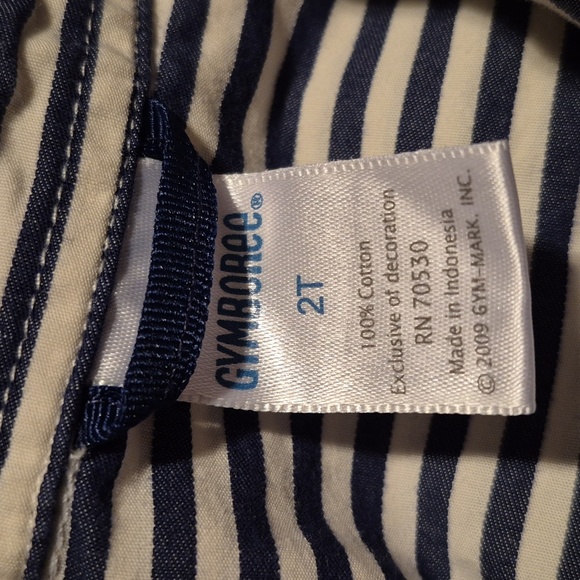 GYMBOREE®
2T
100% Cotton
Exclusive of decoration
RN 70530
Made in Indonesia
© 2009 GYM-MARK, INC.